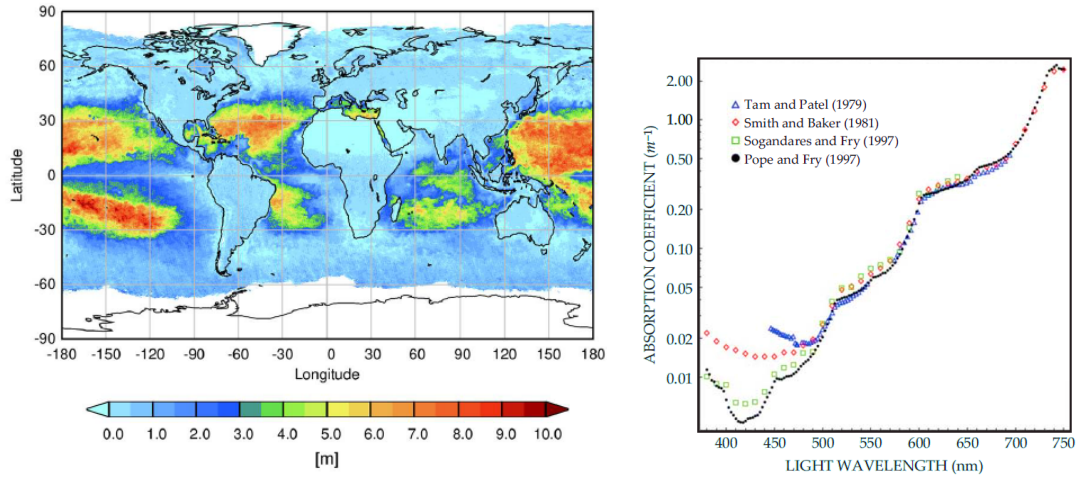 90
60
30
0
-30
-60
-90
Latitude
-180 -150 -120 -90 -60 -30 0 30 60 90 120 150 180
Longitude
0.0 1.0 2.0 3.0 4.0 5.0 6.0 7.0 8.0 9.0 10.0
[m]
ABSORPTION COEFFICIENT (m⁻¹)
2.00
1.00
0.50
0.20
0.10
0.05
0.02
0.01
Tam and Patel (1979)
Smith and Baker (1981)
Sogandares and Fry (1997)
Pope and Fry (1997)
400 450 500 550 600 650 700 750
LIGHT WAVELENGTH (nm)